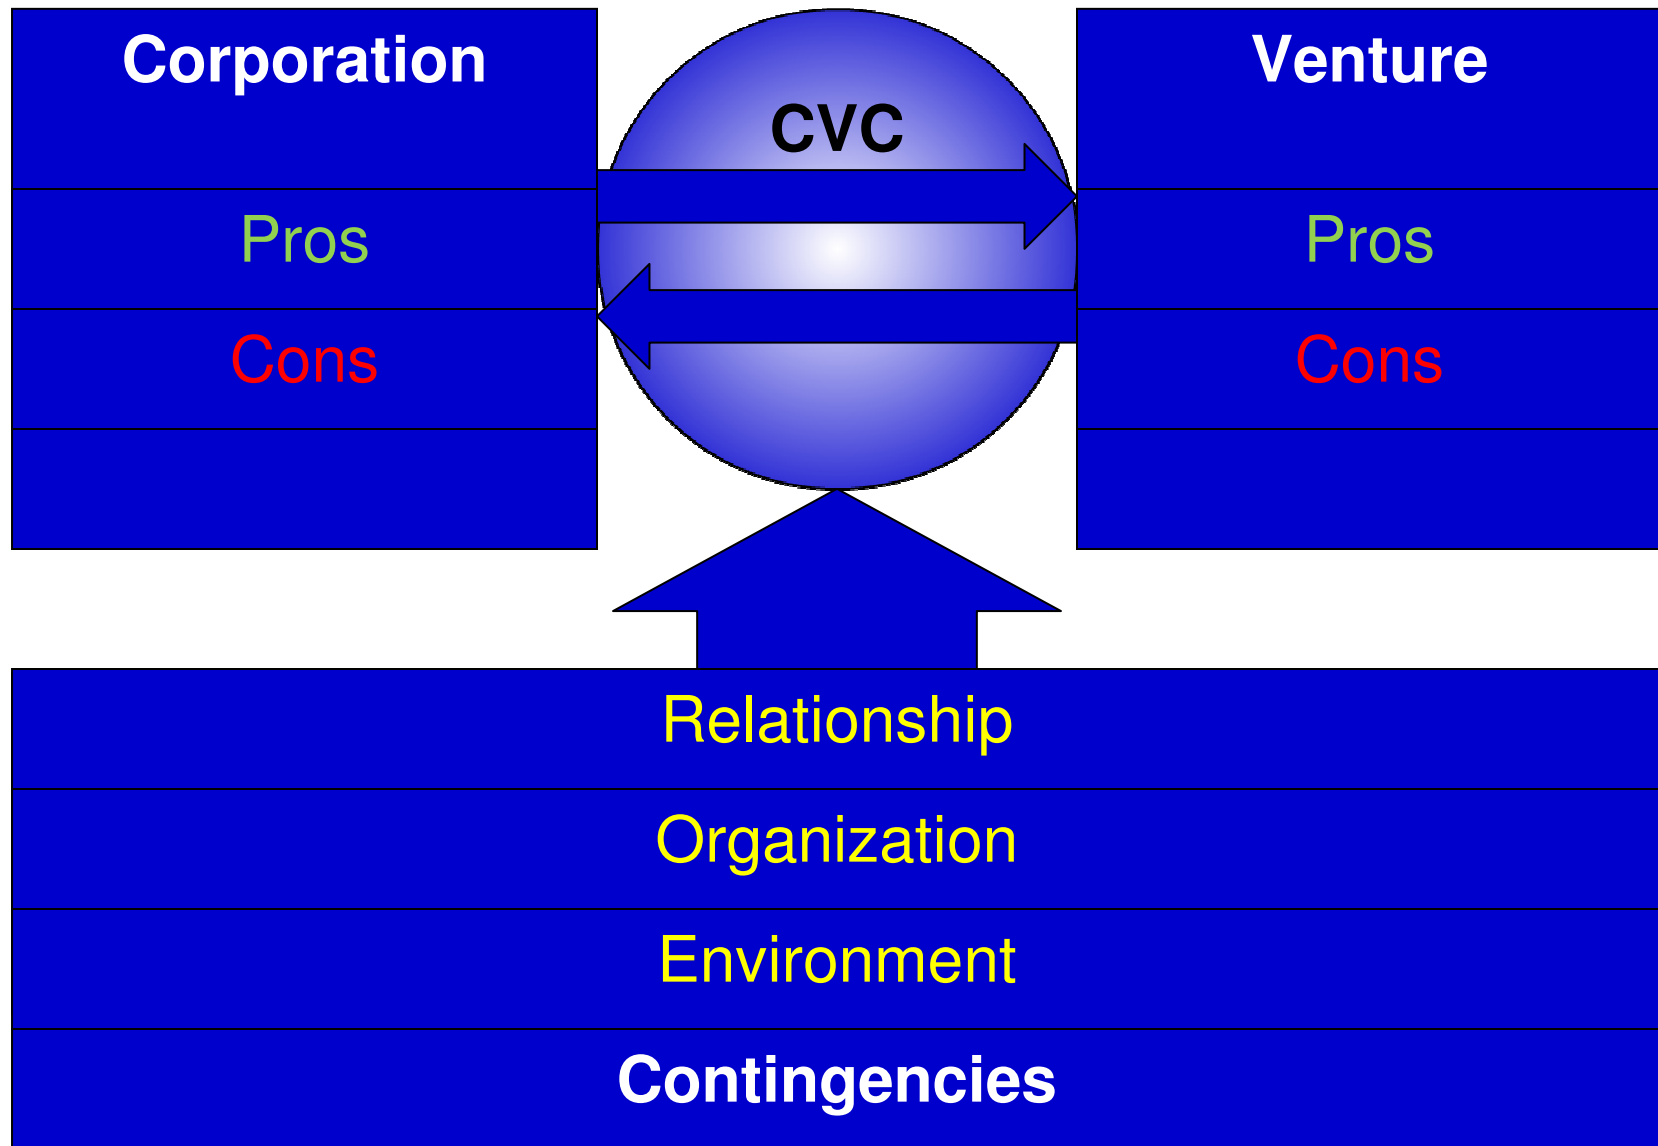 Corporation
CVC
Venture
Pros
Pros
Cons
Cons
Relationship
Organization
Environment
Contingencies